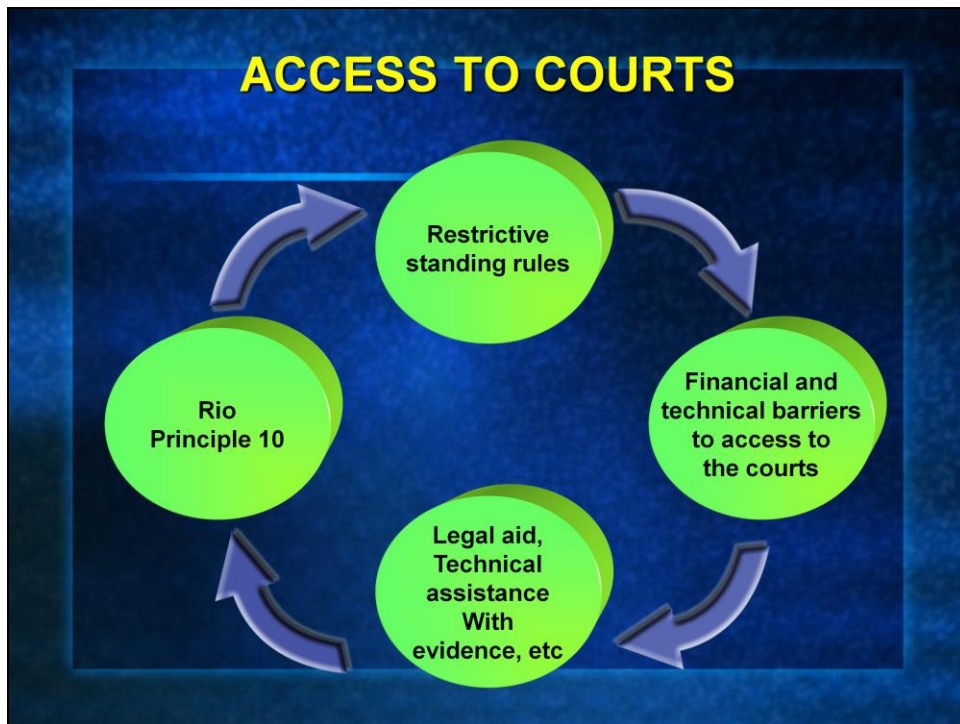 ACCESS TO COURTS
Restrictive
standing rules
Financial and
technical barriers
to access to
the courts
Legal aid,
Technical
assistance
With
evidence, etc
Rio
Principle 10